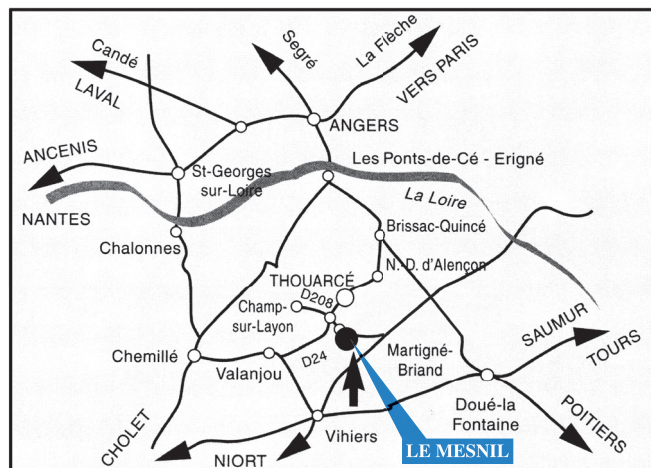 Candé
LAVAL
Segré
La Flèche
VERS PARIS
ANGERS
ANCENIS
St-Georges
sur-Loire
Les Ponts-de-Cé - Erigné
La Loire
NANTES
Chalonnes
Brissac-Quincé
N.-D. d'Alençon
THOUARCÉ
D208
Champ-
sur-Layon
SAUMUR
TOURS
Chemillé
Valanjou
D24
Martigné-
Briand
Doué-la
Fontaine
POITIERS
CHOLET
NIORT
Vihiers
LE MESNIL